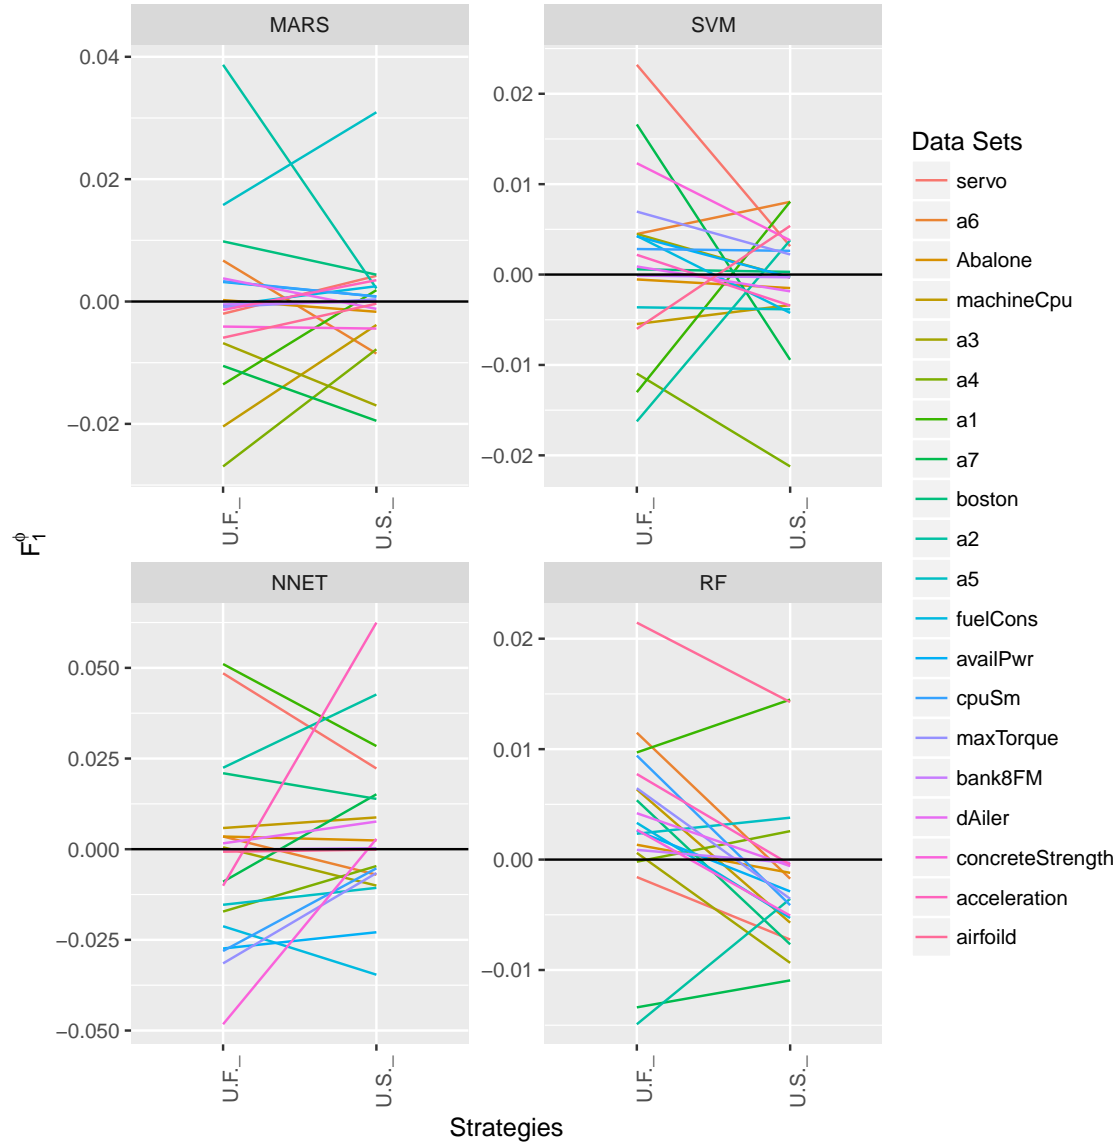 MARS
SVM
0.04
0.02
0.00
−0.02
0.02
0.01
0.00
−0.01
−0.02
U.F._
U.S._
U.F._
U.S._
NNET
RF
0.050
0.025
0.000
−0.025
−0.050
0.02
0.01
0.00
−0.01
U.F._
U.S._
U.F._
U.S._
Strategies
F₁^ϕ
Data Sets
servo
a6
Abalone
machineCpu
a3
a4
a1
a7
boston
a2
a5
fuelCons
availPwr
cpuSm
maxTorque
bank8FM
dAiler
concreteStrength
acceleration
airfoild